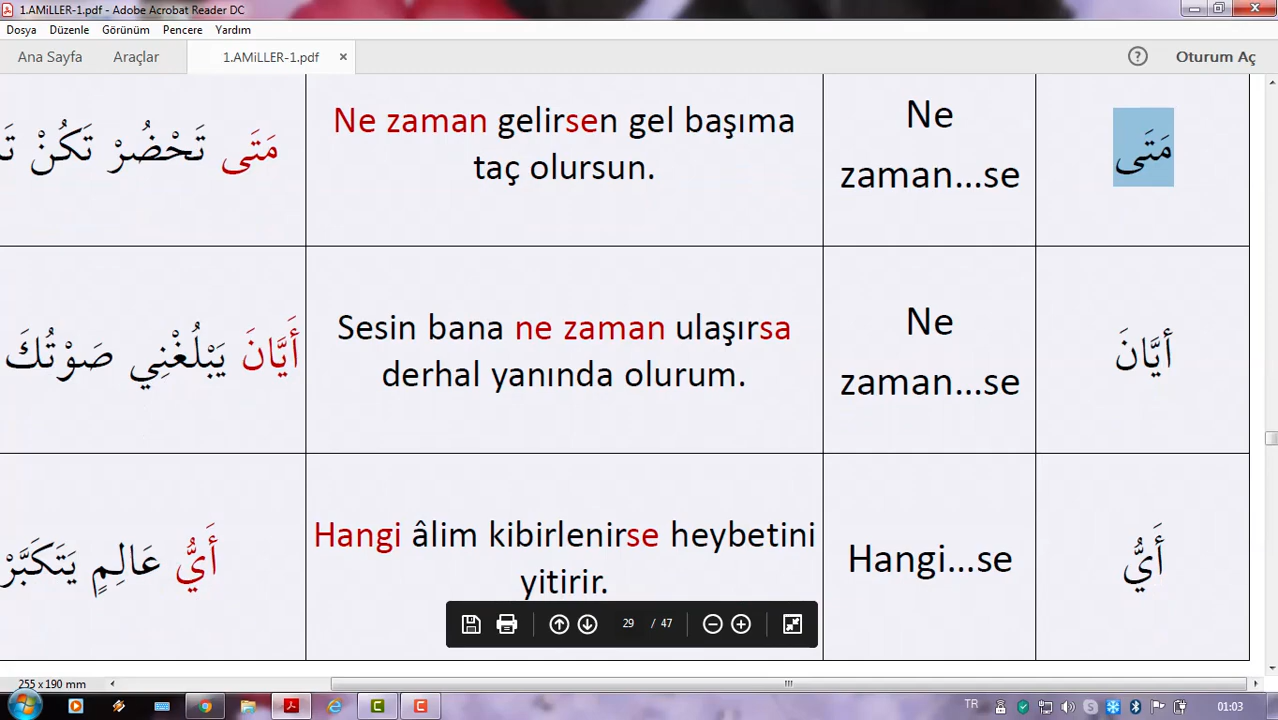 1.AMiLLER-1.pdf - Adobe Acrobat Reader DC
Dosya Düzenle Görünüm Pencere Yardım
Ana Sayfa Araçlar 1.AMiLLER-1.pdf × ? Oturum Aç
مَتَى
Ne
zaman...se
Ne zaman gelirsen gel başıma
taç olursun.
مَتَى تَحْضُرْ تَكُنْ
أيَّانَ
Ne
zaman...se
Sesin bana ne zaman ulaşırsa
derhal yanında olurum.
أَيَّانَ يَبْلُغْنِي صَوْتُكَ
أَيُّ
Hangi...se
Hangi âlim kibirlenirse heybetini
yitirir.
أَيُّ عَالِمٍ يَتَكَبَّرْ
29 / 47
255 x 190 mm
TR 01:03